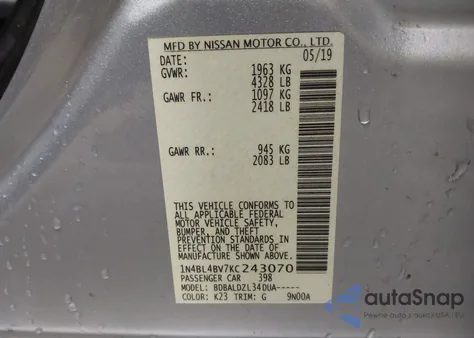 MFD BY NISSAN MOTOR CO., LTD.
DATE: 05/19
GVWR: 1963 KG
4328 LB
GAWR FR: 1097 KG
2418 LB
GAWR RR: 945 KG
2083 LB
THIS VEHICLE CONFORMS TO
ALL APPLICABLE FEDERAL
MOTOR VEHICLE SAFETY,
BUMPER, AND THEFT
PREVENTION STANDARDS IN
EFFECT ON THE DATE OF
MANUFACTURE SHOWN ABOVE.
1N4BL4BV7KC243070
PASSENGER CAR 398
MODEL: BDBALDZL34DUA-----
COLOR: K23 TRIM: G 9N00A
autoSnap